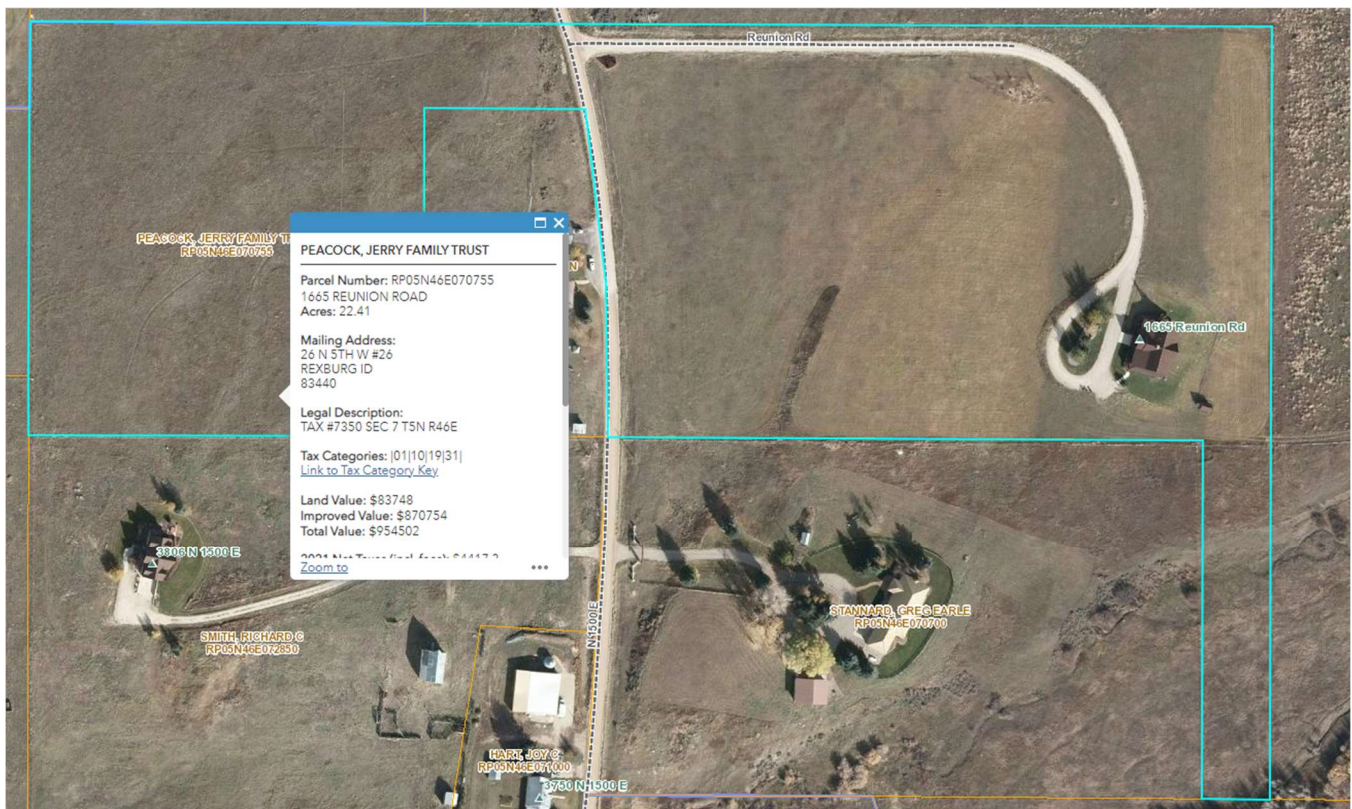 Reunion Rd
PEACOCK, JERRY FAMILY T
RP05N46E070755
N
PEACOCK, JERRY FAMILY TRUST
Parcel Number: RP05N46E070755
1665 REUNION ROAD
Acres: 22.41
Mailing Address:
26 N 5TH W #26
REXBURG ID
83440
Legal Description:
TAX #7350 SEC 7 T5N R46E
Tax Categories: |01|10|19|31|
Link to Tax Category Key
Land Value: $83748
Improved Value: $870754
Total Value: $954502
Zoom to
1665 Reunion Rd
3806 N 1500 E
SMITH, RICHARD C
RP05N46E072850
N 1500 E
STANNARD, GREG EARLE
RP05N46E070700
HART, JOY C
RP05N46E071000
3750 N 1500 E